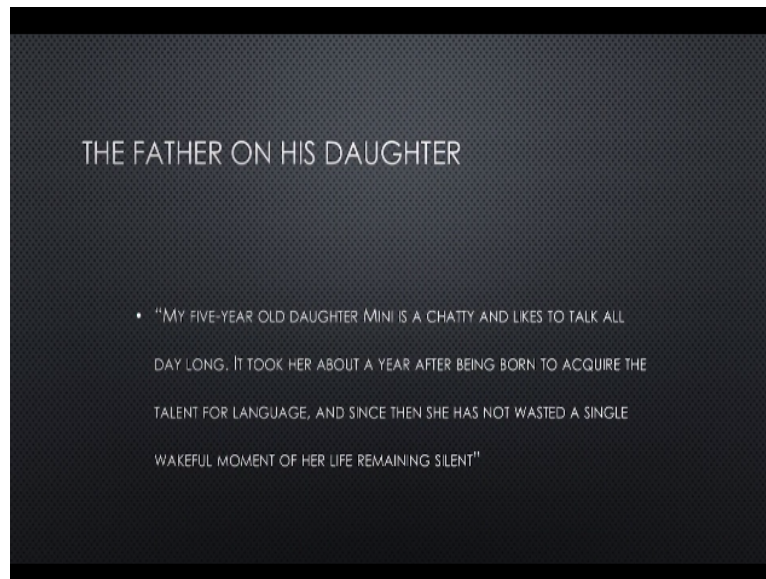 THE FATHER ON HIS DAUGHTER
• "MY FIVE-YEAR OLD DAUGHTER MINI IS A CHATTY AND LIKES TO TALK ALL
DAY LONG. IT TOOK HER ABOUT A YEAR AFTER BEING BORN TO ACQUIRE THE
TALENT FOR LANGUAGE, AND SINCE THEN SHE HAS NOT WASTED A SINGLE
WAKEFUL MOMENT OF HER LIFE REMAINING SILENT"